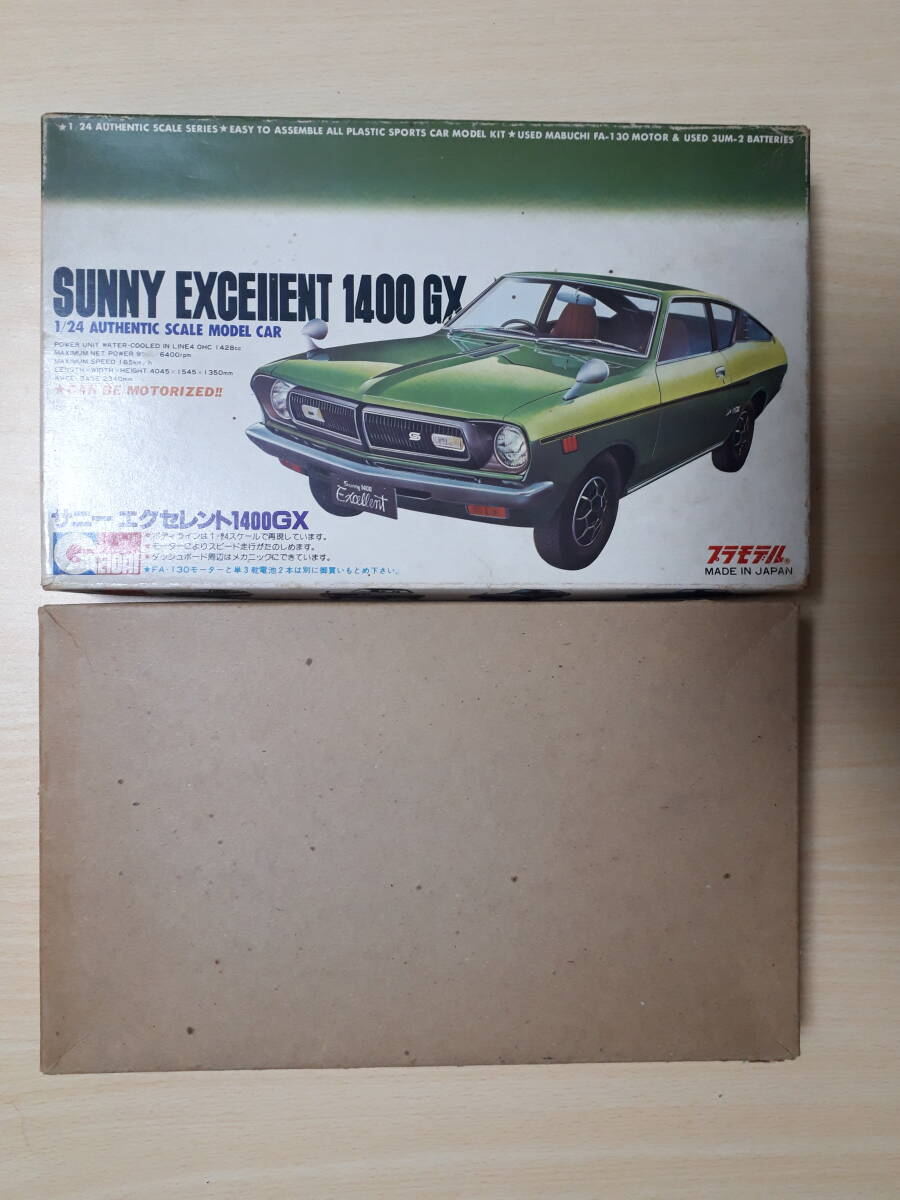 ★1/24 AUTHENTIC SCALE SERIES★EASY TO ASSEMBLE ALL PLASTIC SPORTS CAR MODEL KIT★USED MABUCHI FA-130 MOTOR & USED 3UM-2 BATTERIES
SUNNY EXCEllENT 1400 GX
1/24 AUTHENTIC SCALE MODEL CAR
POWER UNIT WATER-COOLED IN LINE4 OHC 1428cc
MAXIMUM NET POWER 6400rpm
MAXIMUM SPEED 165km/h
LENGTH×WIDTH×HEIGHT 4045×1545×1350mm
WHEEL BASE 2340mm
★CAN BE MOTORIZED!!
S
Sunny 1400
Excellent
サニー エクセレント1400GX
★ボディラインは1/24スケールで再現しています。
★モーターによりスピード走行がたのしめます。
★ダッシュボード周辺はメカニックにできています。
★FA-130モーターと単3乾電池2本は別に御買いもとめ下さい。
プラモデル®
MADE IN JAPAN